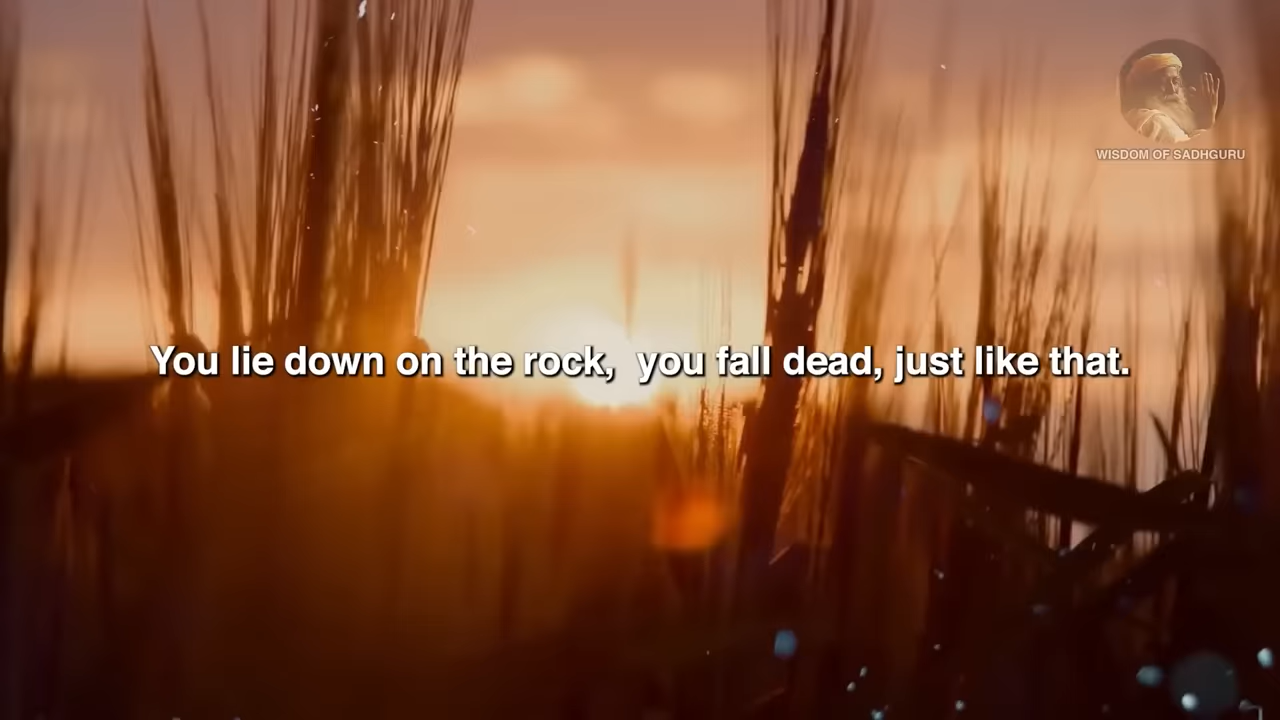 WISDOM OF SADHGURU
You lie down on the rock,  you fall dead, just like that.